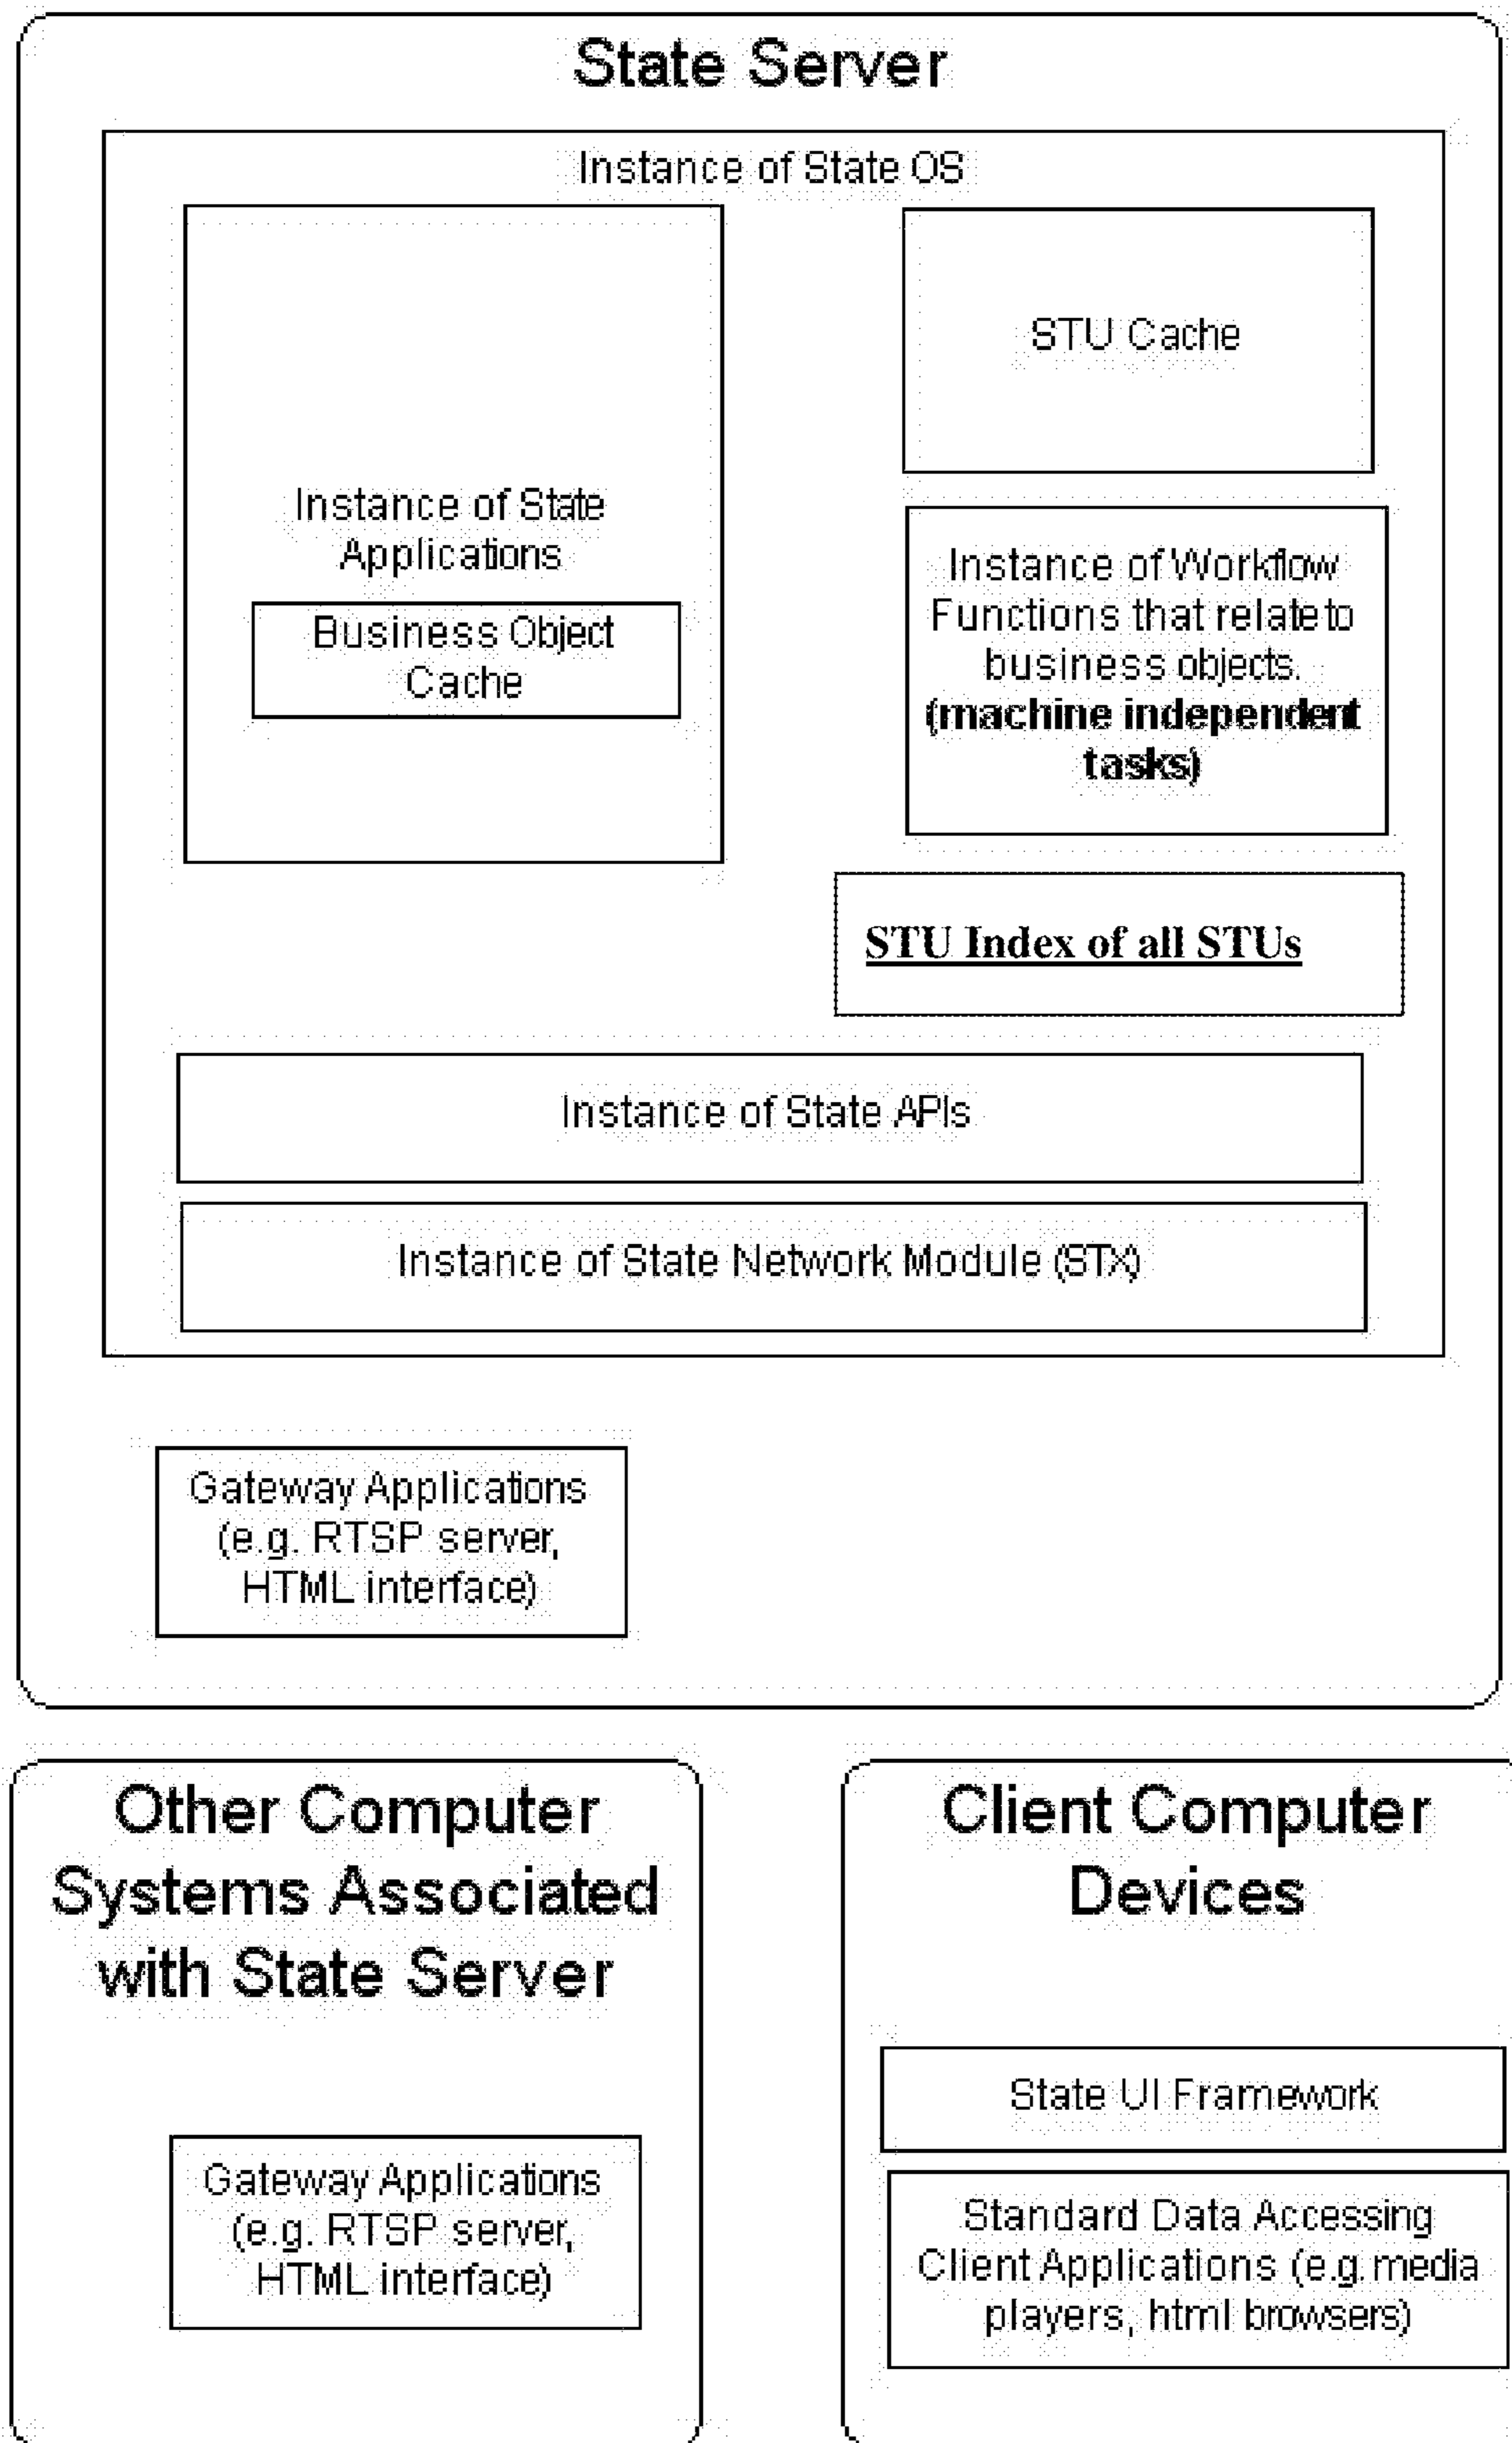 State Server
Instance of State OS
STU Cache
Instance of State
Applications
Business Object
Cache
Instance of Workflow
Functions that relate to
business objects.
(machine independent
tasks)
STU Index of all STUs
Instance of State APIs
Instance of State Network Module (STX)
Gateway Applications
(e.g. RTSP server,
HTML interface)
Other Computer
Systems Associated
with State Server
Gateway Applications
(e.g. RTSP server,
HTML interface)
Client Computer
Devices
State UI Framework
Standard Data Accessing
Client Applications (e.g. media
players, html browsers)